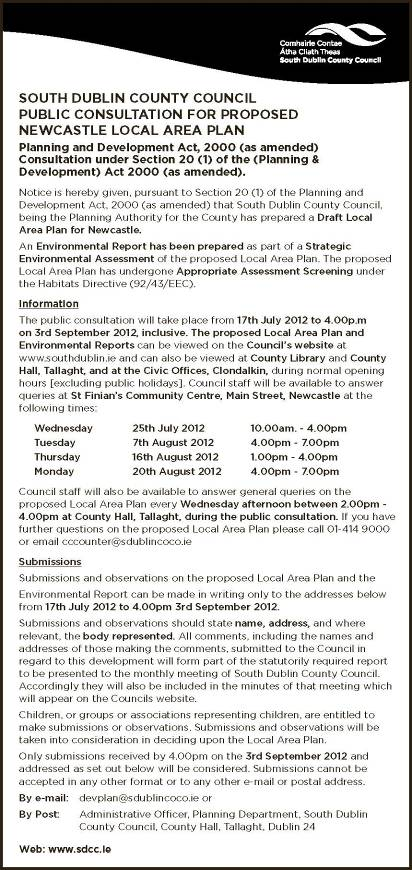 Comhairle Contae
Átha Cliath Theas
South Dublin County Council
SOUTH DUBLIN COUNTY COUNCIL
PUBLIC CONSULTATION FOR PROPOSED
NEWCASTLE LOCAL AREA PLAN
Planning and Development Act, 2000 (as amended)
Consultation under Section 20 (1) of the (Planning &
Development) Act 2000 (as amended).
Notice is hereby given, pursuant to Section 20 (1) of the Planning and
Development Act, 2000 (as amended) that South Dublin County Council,
being the Planning Authority for the County has prepared a Draft Local
Area Plan for Newcastle.
An Environmental Report has been prepared as part of a Strategic
Environmental Assessment of the proposed Local Area Plan. The proposed
Local Area Plan has undergone Appropriate Assessment Screening under
the Habitats Directive (92/43/EEC).
Information
The public consultation will take place from 17th July 2012 to 4.00p.m
on 3rd September 2012, inclusive. The proposed Local Area Plan and
Environmental Reports can be viewed on the Council's website at
www.southdublin.ie and can also be viewed at County Library and County
Hall, Tallaght, and at the Civic Offices, Clondalkin, during normal opening
hours [excluding public holidays]. Council staff will be available to answer
queries at St Finian's Community Centre, Main Street, Newcastle at the
following times:
Wednesday 25th July 2012 10.00am. - 4.00pm
Tuesday 7th August 2012 4.00pm - 7.00pm
Thursday 16th August 2012 1.00pm - 4.00pm
Monday 20th August 2012 4.00pm - 7.00pm
Council staff will also be available to answer general queries on the
proposed Local Area Plan every Wednesday afternoon between 2.00pm -
4.00pm at County Hall, Tallaght, during the public consultation. If you have
further questions on the proposed Local Area Plan please call 01-414 9000
or email cccounter@sdublincoco.ie
Submissions
Submissions and observations on the proposed Local Area Plan and the
Environmental Report can be made in writing only to the addresses below
from 17th July 2012 to 4.00pm 3rd September 2012.
Submissions and observations should state name, address, and where
relevant, the body represented. All comments, including the names and
addresses of those making the comments, submitted to the Council in
regard to this development will form part of the statutorily required report
to be presented to the monthly meeting of South Dublin County Council.
Accordingly they will also be included in the minutes of that meeting which
will appear on the Councils website.
Children, or groups or associations representing children, are entitled to
make submissions or observations. Submissions and observations will be
taken into consideration in deciding upon the Local Area Plan.
Only submissions received by 4.00pm on the 3rd September 2012 and
addressed as set out below will be considered. Submissions cannot be
accepted in any other format or to any other e-mail or postal address.
By e-mail: devplan@sdublincoco.ie or
By Post: Administrative Officer, Planning Department, South Dublin
County Council, County Hall, Tallaght, Dublin 24
Web: www.sdcc.ie